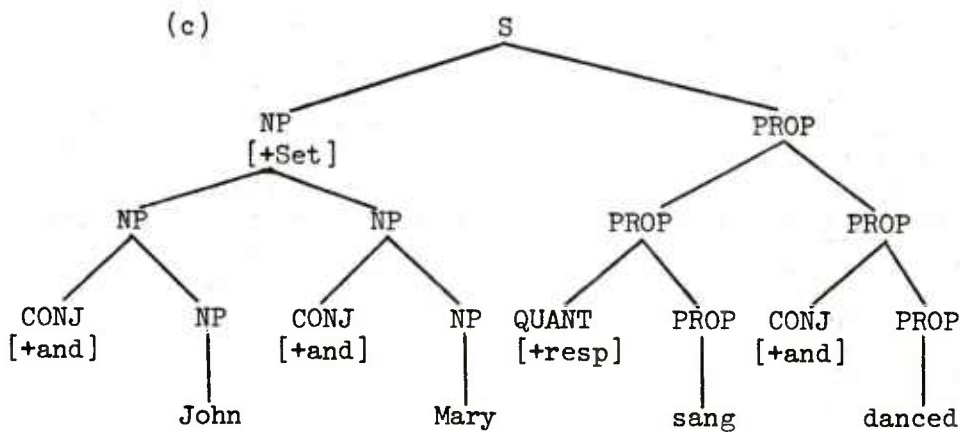 (c)
S
NP PROP
[+Set]
NP NP PROP PROP
CONJ NP CONJ NP QUANT PROP CONJ PROP
[+and] [+and] [+resp] [+and]
John Mary sang danced